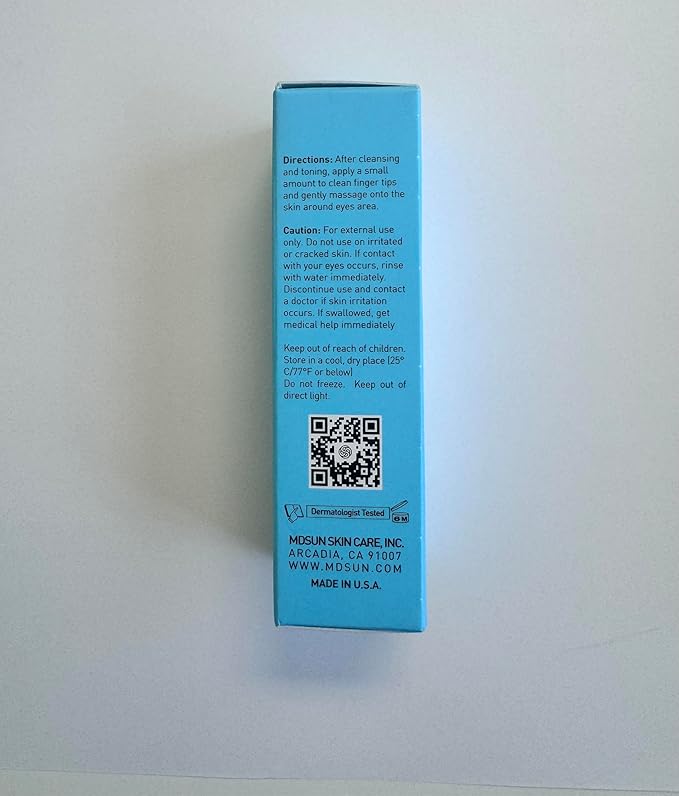 Directions: After cleansing
and toning, apply a small
amount to clean finger tips
and gently massage onto the
skin around eyes area.
Caution: For external use
only. Do not use on irritated
or cracked skin. If contact
with your eyes occurs, rinse
with water immediately.
Discontinue use and contact
a doctor if skin irritation
occurs. If swallowed, get
medical help immediately
Keep out of reach of children.
Store in a cool, dry place (25°
C/77°F or below)
Do not freeze. Keep out of
direct light.
Dermatologist Tested
6 M
MDSUN SKIN CARE, INC.
ARCADIA, CA 91007
WWW.MDSUN.COM
MADE IN U.S.A.